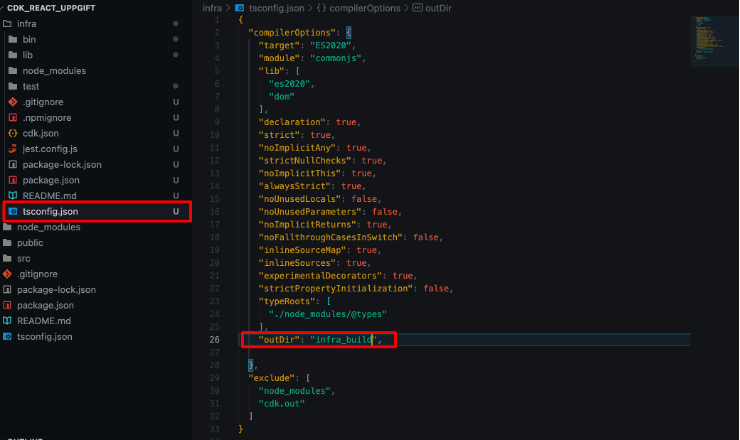 CDK_REACT_UPPGIFT
infra
bin
lib
node_modules
test
.gitignore U
.npmignore U
cdk.json U
jest.config.js U
package-lock.json U
package.json U
README.md U
tsconfig.json U
node_modules
public
src
.gitignore
package-lock.json
package.json
README.md
tsconfig.json
infra > tsconfig.json > {} compilerOptions > outDir
1 {
2 "compilerOptions": {
3 "target": "ES2020",
4 "module": "commonjs",
5 "lib": [
6 "es2020",
7 "dom"
8 ],
9 "declaration": true,
10 "strict": true,
11 "noImplicitAny": true,
12 "strictNullChecks": true,
13 "noImplicitThis": true,
14 "alwaysStrict": true,
15 "noUnusedLocals": false,
16 "noUnusedParameters": false,
17 "noImplicitReturns": true,
18 "noFallthroughCasesInSwitch": false,
19 "inlineSourceMap": true,
20 "inlineSources": true,
21 "experimentalDecorators": true,
22 "strictPropertyInitialization": false,
23 "typeRoots": [
24 "./node_modules/@types"
25 ],
26 "outDir": "infra_build",
27
28 },
29 "exclude": [
30 "node_modules",
31 "cdk.out"
32 ]
33 }